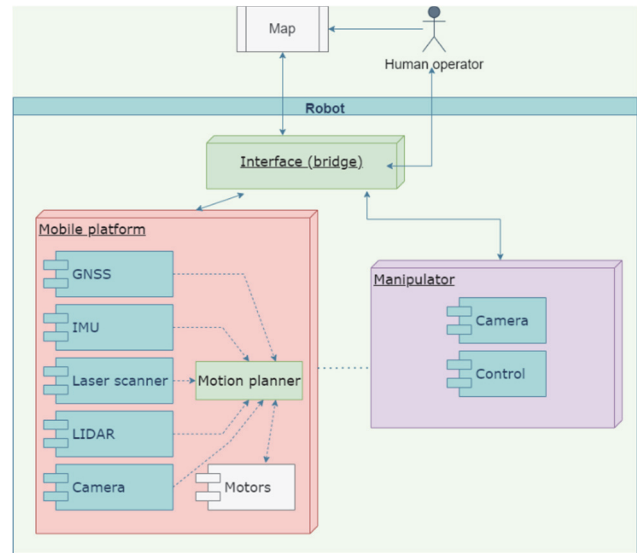 Map
Human operator
Robot
Interface (bridge)
Mobile platform
GNSS
IMU
Laser scanner
LIDAR
Camera
Motion planner
Motors
Manipulator
Camera
Control